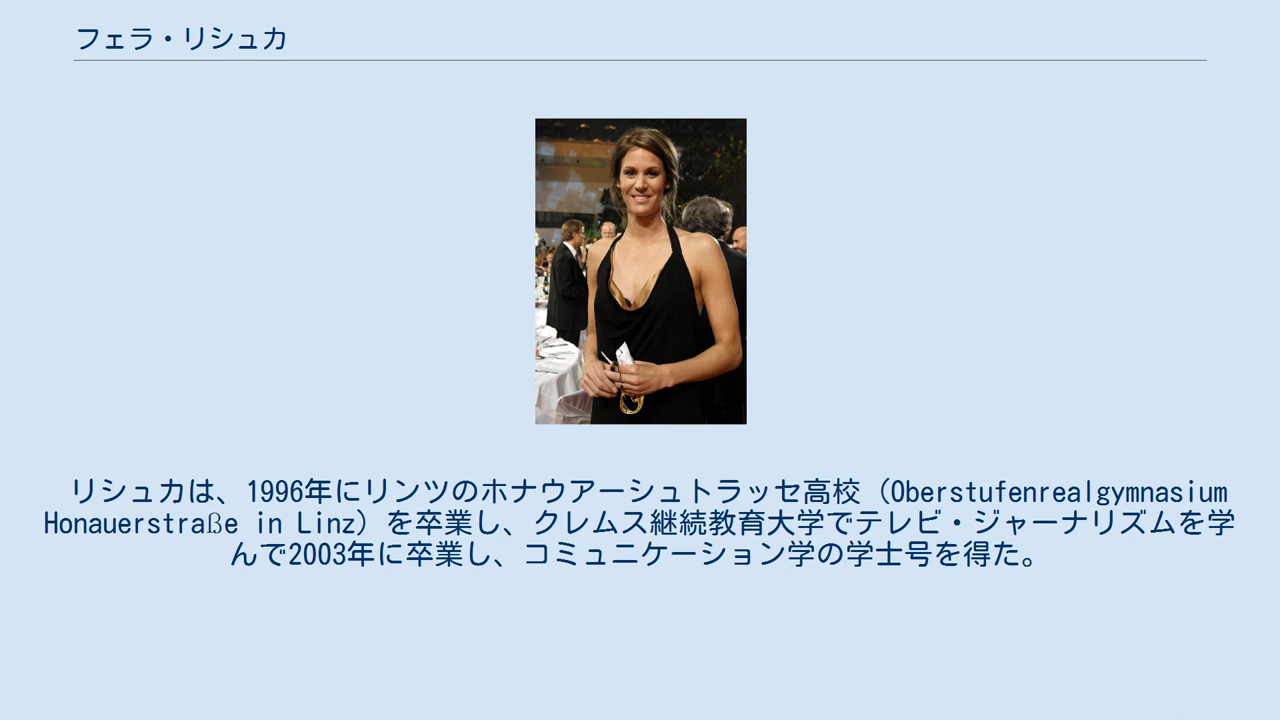 フェラ・リシュカ
リシュカは、1996年にリンツのホナウアーシュトラッセ高校（Oberstufenrealgymnasium
Honauerstraße in Linz）を卒業し、クレムス継続教育大学でテレビ・ジャーナリズムを学
んで2003年に卒業し、コミュニケーション学の学士号を得た。